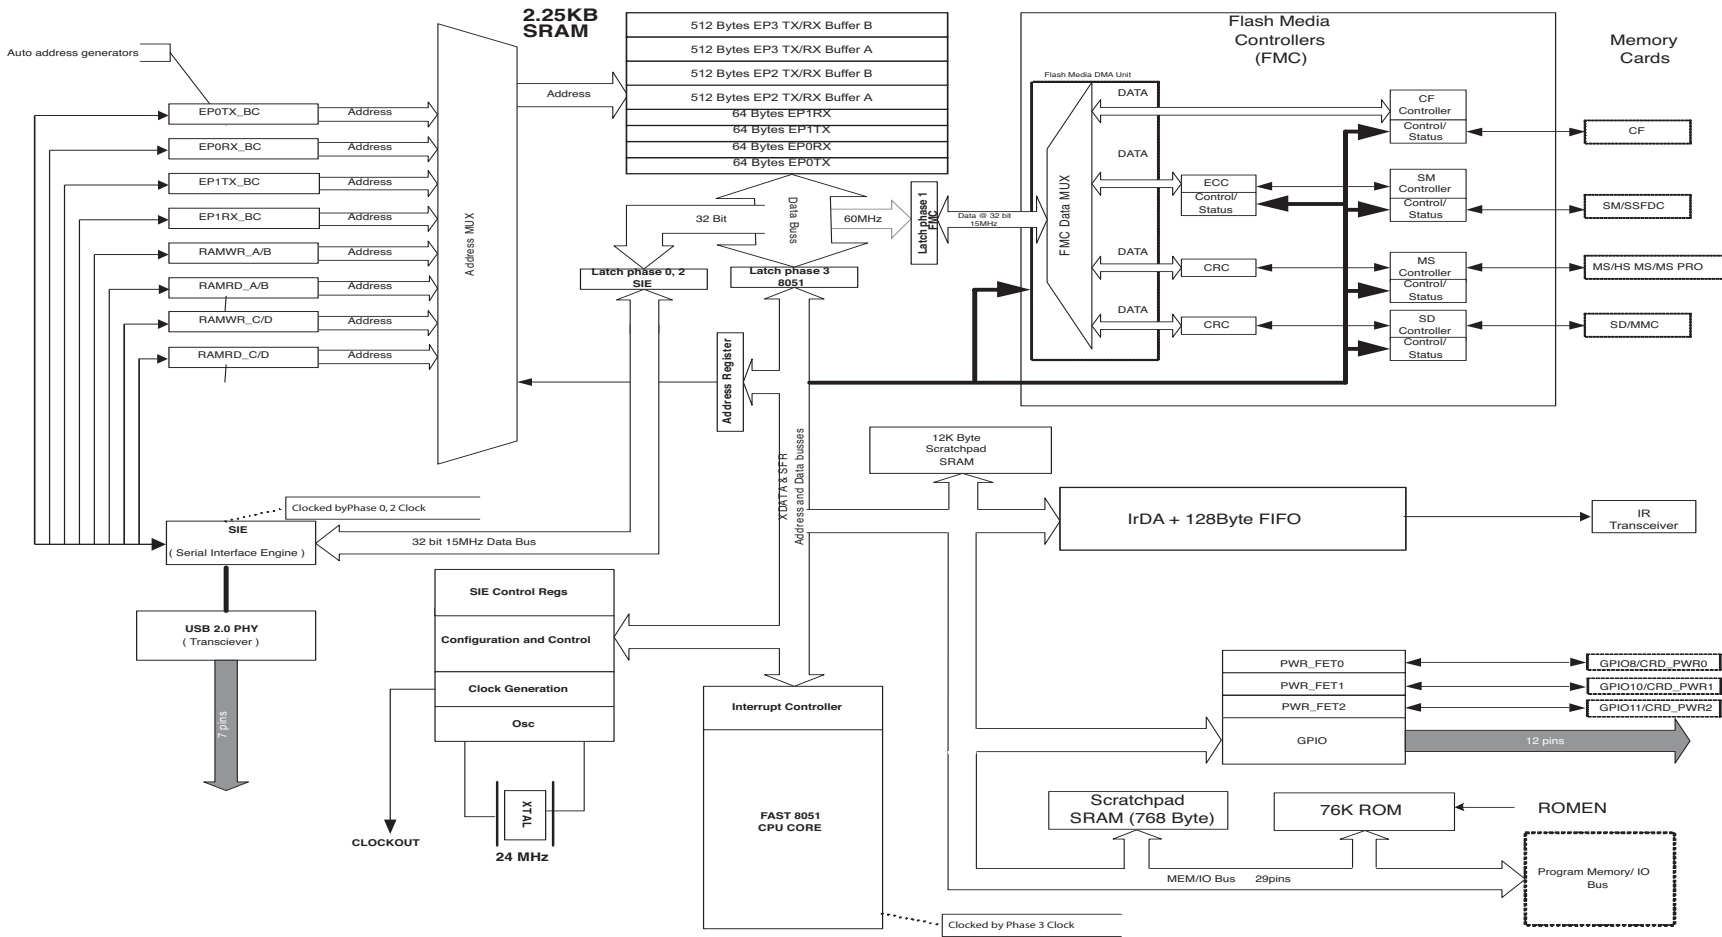 2.25KB
SRAM
512 Bytes EP3 TX/RX Buffer B
512 Bytes EP3 TX/RX Buffer A
512 Bytes EP2 TX/RX Buffer B
512 Bytes EP2 TX/RX Buffer A
64 Bytes EP1RX
64 Bytes EP1TX
64 Bytes EP0RX
64 Bytes EP0TX
Auto address generators
EP0TX_BC
Address
EP0RX_BC
Address
EP1TX_BC
Address
EP1RX_BC
Address
RAMWR_A/B
Address
RAMRD_A/B
Address
RAMWR_C/D
Address
RAMRD_C/D
Address
Address MUX
Address
32 Bit
Data Buss
60MHz
Latch phase 1
FMC
Data @ 32 bit
15MHz
Latch phase 0, 2
SIE
Latch phase 3
8051
Address Register
Flash Media
Controllers
(FMC)
Flash Media DMA Unit
FMC Data MUX
DATA
DATA
DATA
DATA
CF
Controller
Control/
Status
ECC
Control/
Status
SM
Controller
Control/
Status
CRC
MS
Controller
Control/
Status
CRC
SD
Controller
Control/
Status
Memory
Cards
CF
SM/SSFDC
MS/HS MS/MS PRO
SD/MMC
XDATA & SFR
Address and Data busses
12K Byte
Scratchpad
SRAM
IrDA + 128Byte FIFO
IR
Transceiver
Clocked byPhase 0, 2 Clock
SIE
( Serial Interface Engine )
32 bit 15MHz Data Bus
USB 2.0 PHY
( Transciever )
7 pins
SIE Control Regs
Configuration and Control
Clock Generation
Osc
XTAL
24 MHz
CLOCKOUT
Interrupt Controller
FAST 8051
CPU CORE
Clocked by Phase 3 Clock
PWR_FET0
PWR_FET1
PWR_FET2
GPIO
GPIO8/CRD_PWR0
GPIO10/CRD_PWR1
GPIO11/CRD_PWR2
12 pins
Scratchpad
SRAM (768 Byte)
76K ROM
ROMEN
MEM/IO Bus 29pins
Program Memory/ IO
Bus